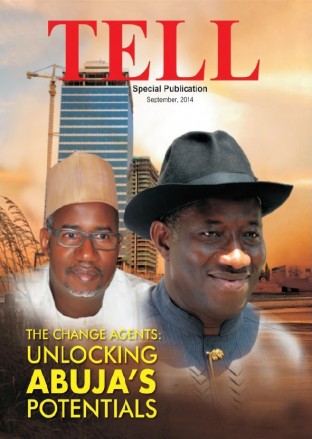 TELL
Special Publication
September, 2014
THE CHANGE AGENTS:
UNLOCKING
ABUJA'S
POTENTIALS